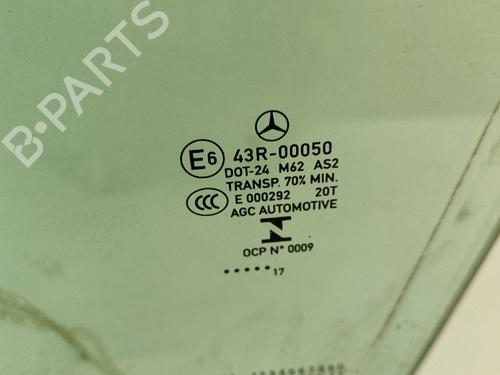 B-PARTS
E6 43R-00050
DOT-24 M62 AS2
TRANSP. 70% MIN.
CCC E 000292 20T
AGC AUTOMOTIVE
N
OCP N° 0009
..... 17